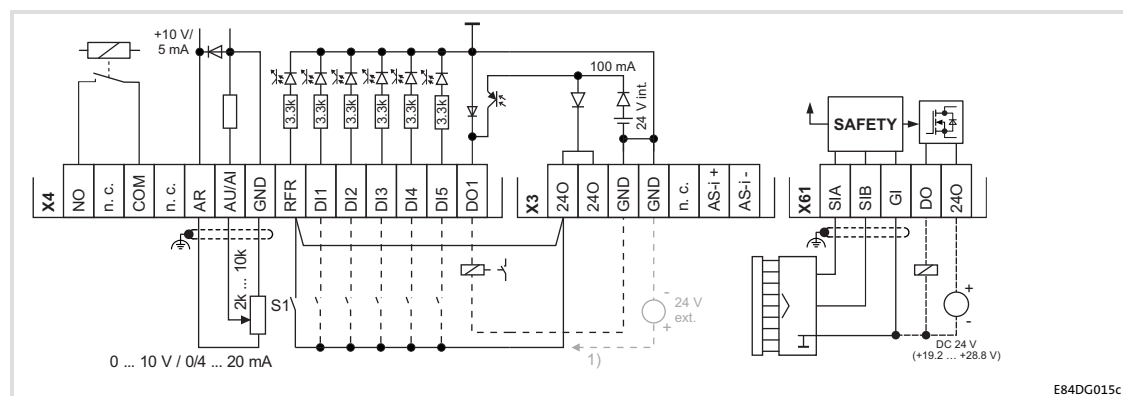 +10 V/
5 mA
100 mA
24 V int.
3.3k
3.3k
3.3k
3.3k
3.3k
3.3k
SAFETY
X4
NO
n. c.
COM
n. c.
AR
AU/AI
GND
RFR
DI1
DI2
DI3
DI4
DI5
DO1
X3
24O
24O
GND
GND
n. c.
AS-i +
AS-i -
X61
SIA
SIB
GI
DO
24O
2k ... 10k
S1
-
24 V
ext.
+
1)
0 ... 10 V / 0/4 ... 20 mA
+
-
DC 24 V
(+19.2 ... +28.8 V)
E84DG015c